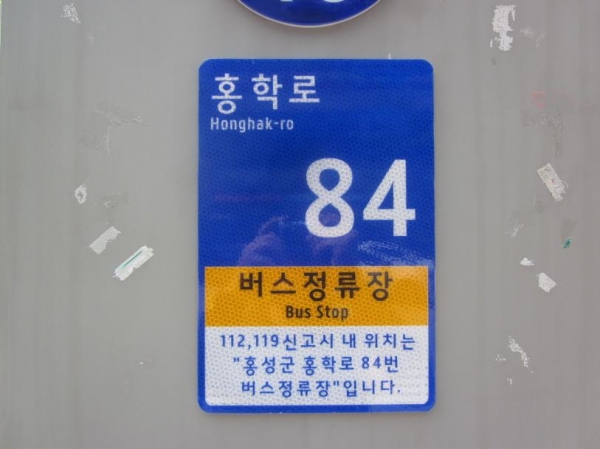 홍학로
Honghak-ro
84
버스정류장
Bus Stop
112,119신고시 내 위치는
"홍성군 홍학로 84번
버스정류장"입니다.